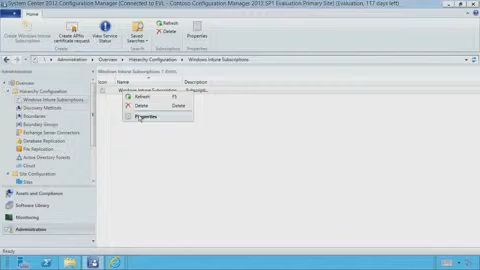 System Center 2012 Configuration Manager (Connected to EVL - Contoso Configuration Manager 2012 SP1 Evaluation Primary Site) (Evaluation, 117 days left)
Home
Create Windows Intune Subscription
Create APNs certificate request
View Service Status
Saved Searches
Refresh
Delete
Properties
Subscriptions
Properties
Administration
Overview
Hierarchy Configuration
Windows Intune Subscriptions
Administration
Windows Intune Subscriptions 1 items
Icon Name Description
Overview
Hierarchy Configuration
Windows Intune Subscriptions
Windows Intune Subscription
Discovery Methods
Refresh F5
Delete Delete
Properties
Boundaries
Boundary Groups
Exchange Server Connectors
Database Replication
File Replication
Active Directory Forests
Cloud
Site Configuration
Sites
Assets and Compliance
Software Library
Monitoring
Administration
Ready